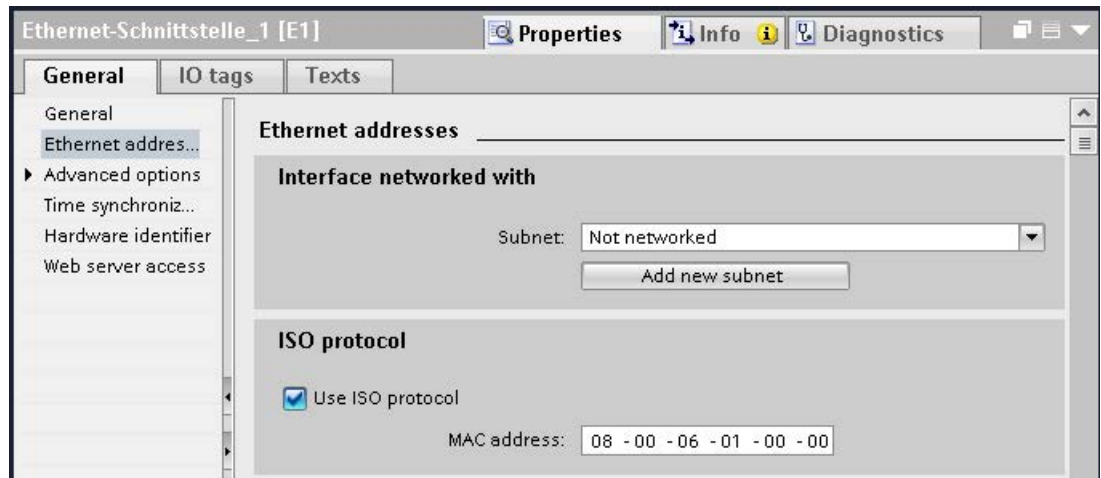 Ethernet-Schnittstelle_1 [E1]
Properties
Info
Diagnostics
General
IO tags
Texts
General
Ethernet addres...
Advanced options
Time synchroniz...
Hardware identifier
Web server access
Ethernet addresses
Interface networked with
Subnet: Not networked
Add new subnet
ISO protocol
Use ISO protocol
MAC address: 08 - 00 - 06 - 01 - 00 - 00